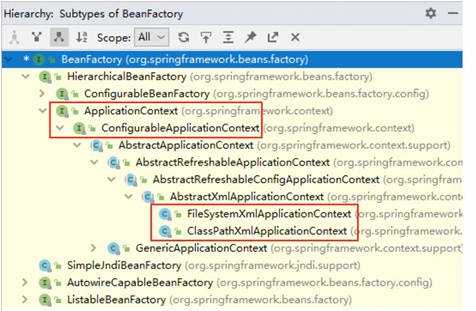 Hierarchy: Subtypes of BeanFactory
Scope: All
* BeanFactory (org.springframework.beans.factory)
HierarchicalBeanFactory (org.springframework.beans.factory)
ConfigurableBeanFactory (org.springframework.beans.factory.config)
ApplicationContext (org.springframework.context)
ConfigurableApplicationContext (org.springframework.context)
AbstractApplicationContext (org.springframework.context.support)
AbstractRefreshableApplicationContext (org.springframework.co
AbstractRefreshableConfigApplicationContext (org.springfram
AbstractXmlApplicationContext (org.springframework.conte
FileSystemXmlApplicationContext (org.springframework.
ClassPathXmlApplicationContext (org.springframework.c
GenericApplicationContext (org.springframework.context.support)
SimpleJndiBeanFactory (org.springframework.jndi.support)
AutowireCapableBeanFactory (org.springframework.beans.factory.config)
ListableBeanFactory (org.springframework.beans.factory)